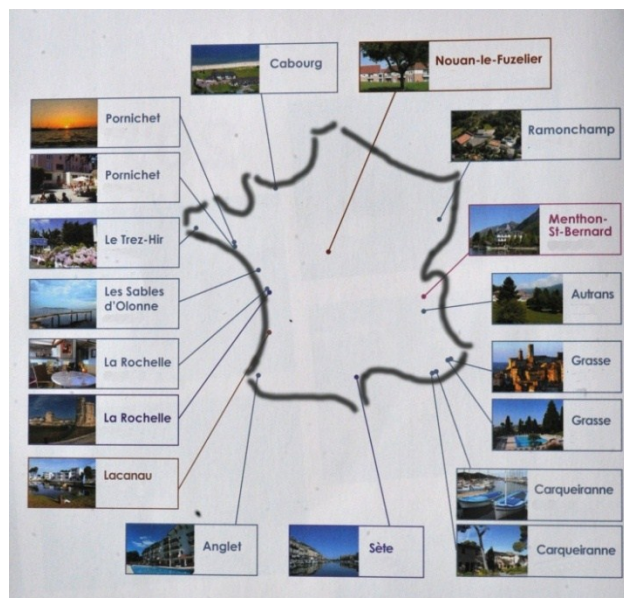 Cabourg
Nouan-le-Fuzelier
Pornichet
Ramonchamp
Pornichet
Le Trez-Hir
Menthon-
St-Bernard
Les Sables
d'Olonne
Autrans
La Rochelle
Grasse
La Rochelle
Grasse
Lacanau
Carqueiranne
Anglet
Sète
Carqueiranne